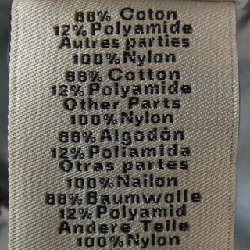 88% Coton
12% Polyamide
Autres parties
100% Nylon
88% Cotton
12% Polyamide
Other Parts
100% Nylon
88% Algodón
12% Poliamida
Otras partes
100% Nailon
88% Baumwolle
12% Polyamid
Andere Teile
100% Nylon